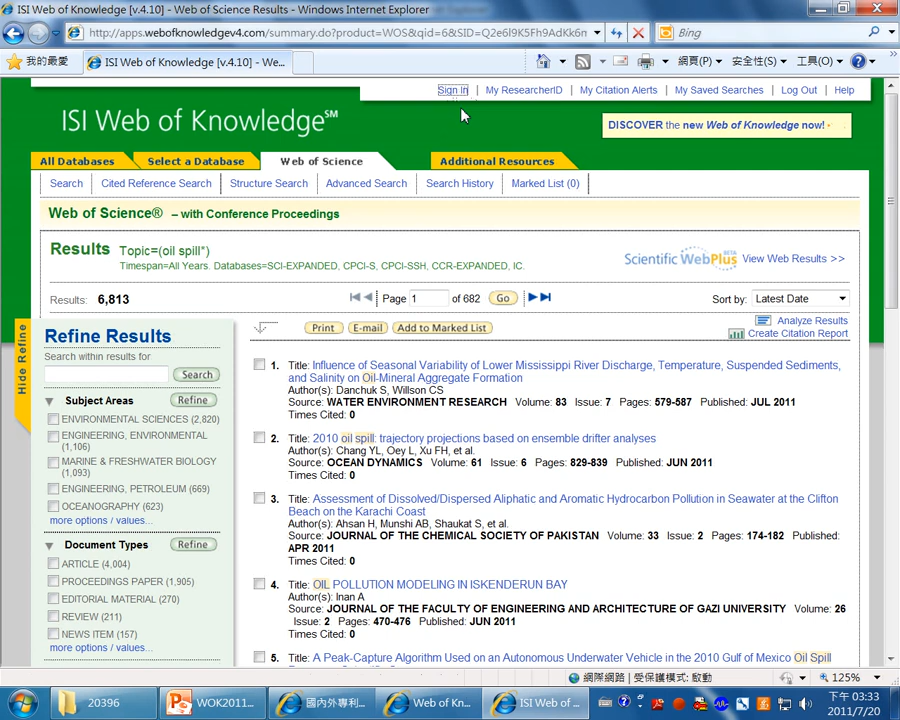 ISI Web of Knowledge [v.4.10] - Web of Science Results - Windows Internet Explorer
http://apps.webofknowledgev4.com/summary.do?product=WOS&qid=6&SID=Q2e6I9K5Fh9AdKk6m
Bing
我的最愛
ISI Web of Knowledge [v.4.10] - We...
網頁(P) 安全性(S) 工具(O)
Sign In | My ResearcherID | My Citation Alerts | My Saved Searches | Log Out | Help
ISI Web of Knowledge℠
DISCOVER the new Web of Knowledge now!
All Databases Select a Database Web of Science Additional Resources
Search Cited Reference Search Structure Search Advanced Search Search History Marked List (0)
Web of Science® – with Conference Proceedings
Results Topic=(oil spill*)
Timespan=All Years. Databases=SCI-EXPANDED, CPCI-S, CPCI-SSH, CCR-EXPANDED, IC.
Scientific WebPlus BETA View Web Results >>
Results: 6,813
Page 1 of 682 Go
Sort by: Latest Date
Hide Refine
Refine Results
Search within results for
Search
Subject Areas Refine
ENVIRONMENTAL SCIENCES (2,820)
ENGINEERING, ENVIRONMENTAL
(1,106)
MARINE & FRESHWATER BIOLOGY
(1,093)
ENGINEERING, PETROLEUM (669)
OCEANOGRAPHY (623)
more options / values...
Document Types Refine
ARTICLE (4,004)
PROCEEDINGS PAPER (1,905)
EDITORIAL MATERIAL (270)
REVIEW (211)
NEWS ITEM (157)
more options / values...
Print E-mail Add to Marked List
Analyze Results
Create Citation Report
1. Title: Influence of Seasonal Variability of Lower Mississippi River Discharge, Temperature, Suspended Sediments,
and Salinity on Oil-Mineral Aggregate Formation
Author(s): Danchuk S, Willson CS
Source: WATER ENVIRONMENT RESEARCH Volume: 83 Issue: 7 Pages: 579-587 Published: JUL 2011
Times Cited: 0
2. Title: 2010 oil spill: trajectory projections based on ensemble drifter analyses
Author(s): Chang YL, Oey L, Xu FH, et al.
Source: OCEAN DYNAMICS Volume: 61 Issue: 6 Pages: 829-839 Published: JUN 2011
Times Cited: 0
3. Title: Assessment of Dissolved/Dispersed Aliphatic and Aromatic Hydrocarbon Pollution in Seawater at the Clifton
Beach on the Karachi Coast
Author(s): Ahsan H, Munshi AB, Shaukat S, et al.
Source: JOURNAL OF THE CHEMICAL SOCIETY OF PAKISTAN Volume: 33 Issue: 2 Pages: 174-182 Published:
APR 2011
Times Cited: 0
4. Title: OIL POLLUTION MODELING IN ISKENDERUN BAY
Author(s): Inan A
Source: JOURNAL OF THE FACULTY OF ENGINEERING AND ARCHITECTURE OF GAZI UNIVERSITY Volume: 26
Issue: 2 Pages: 470-476 Published: JUN 2011
Times Cited: 0
5. Title: A Peak-Capture Algorithm Used on an Autonomous Underwater Vehicle in the 2010 Gulf of Mexico Oil Spill
網際網路 | 受保護模式: 啟動
125%
20396
WOK2011...
國內外專利...
Web of Kn...
ISI Web of ...
下午 03:33
2011/7/20